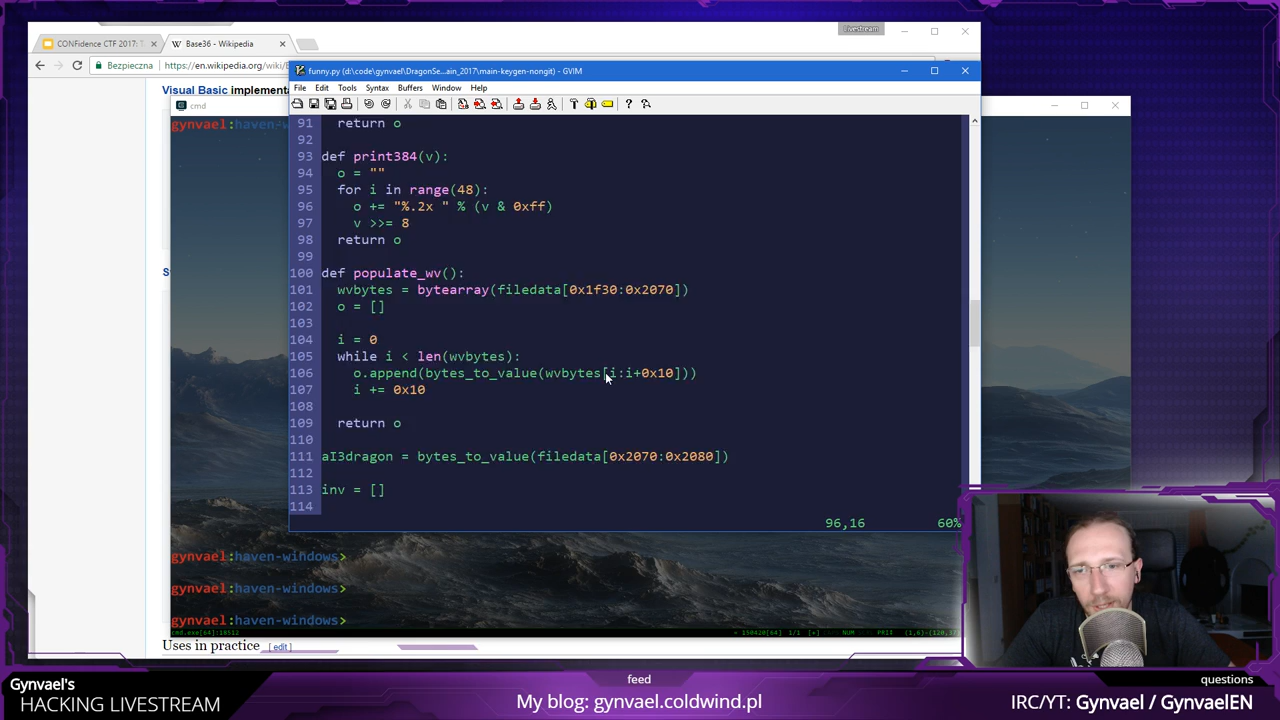 Livestream
CONFidence CTF 2017: T
Base36 - Wikipedia
Bezpieczna
https://en.wikipedia.org/wiki/B
Visual Basic implementa
cmd
gynvael:haven-
funny.py (d:\code\gynvael\DragonSe...ain_2017\main-keygen-nongit) - GVIM
File Edit Tools Syntax Buffers Window Help
91 return o
92
93 def print384(v):
94 o = ""
95 for i in range(48):
96 o += "%.2x " % (v & 0xff)
97 v >>= 8
98 return o
99
100 def populate_wv():
101 wvbytes = bytearray(filedata[0x1f30:0x2070])
102 o = []
103
104 i = 0
105 while i < len(wvbytes):
106 o.append(bytes_to_value(wvbytes[i:i+0x10]))
107 i += 0x10
108
109 return o
110
111 aI3dragon = bytes_to_value(filedata[0x2070:0x2080])
112
113 inv = []
114
96,16 60%
gynvael:haven-windows>
gynvael:haven-windows>
gynvael:haven-windows>
Uses in practice [ edit ]
Gynvael's
HACKING LIVESTREAM
feed
My blog: gynvael.coldwind.pl
questions
IRC/YT: Gynvael / GynvaelEN